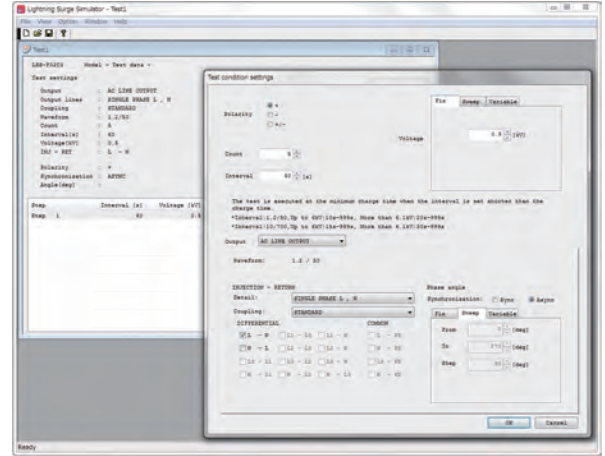 Lightning Surge Simulator - Test1
File View Option Window Help
Test1
Model - Test data -
Test settings
Output : AC LINE OUTPUT
Output lines : SINGLE PHASE L , N
Coupling : STANDARD
Waveform : 1.2/50
Count : 5
Interval[s] : 60
Voltage[kV] : 0.5
INJ - RET : L - N
Polarity : +
Synchronization : ASYNC
Angle[deg] :
Step Interval [s] Voltage [kV]
Step 1 60 0.5
Test condition settings
Polarity
+
-
+/-
Fix Sweep Variable
Voltage 0.5 [kV]
Count 5
Interval 60 [s]
The test is executed at the minimum charge time when the interval is set shorter than the
charge time.
Output AC LINE OUTPUT
Waveform: 1.2 / 50
INJECTION - RETURN
Detail: SINGLE PHASE L , N
Coupling: STANDARD
DIFFERENTIAL COMMON
L - N
N - L
Phase angle
Synchronization: Sync Async
Fix Sweep Variable
From 0 [deg]
To 270 [deg]
Step 90 [deg]
OK Cancel
Ready